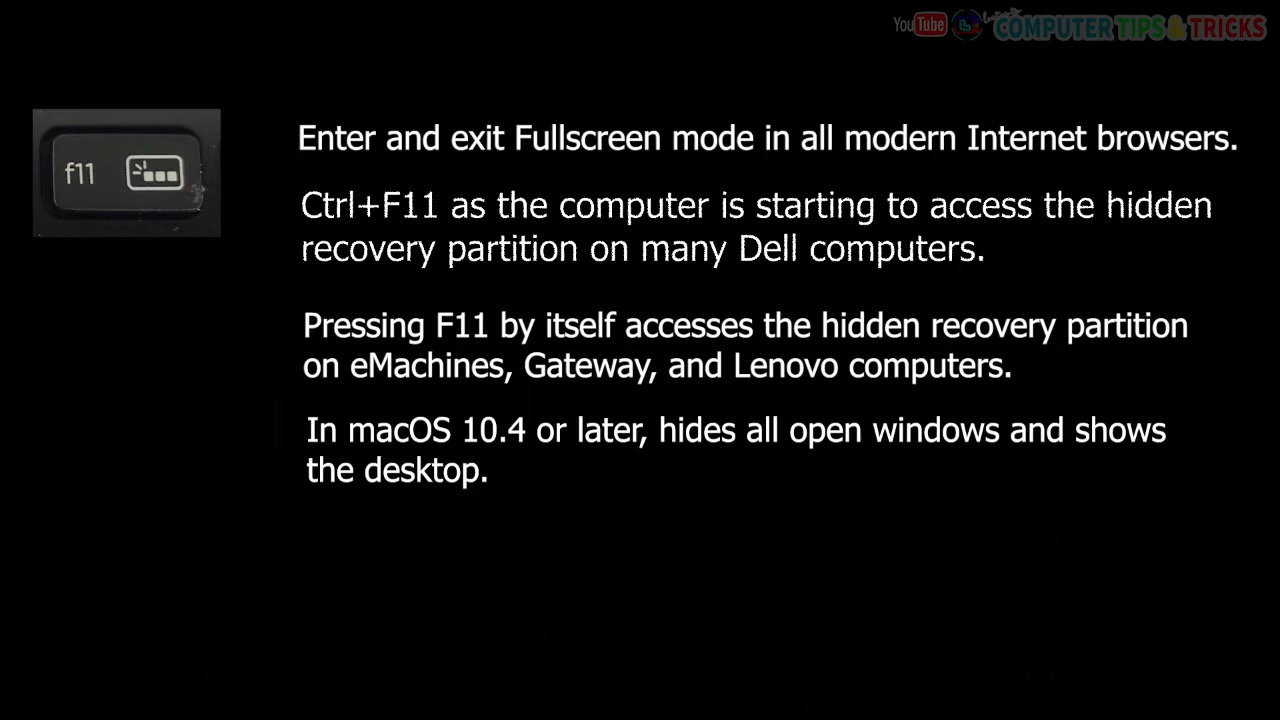 YouTube COMPUTER TIPS & TRICKS
f11
Enter and exit Fullscreen mode in all modern Internet browsers.
Ctrl+F11 as the computer is starting to access the hidden
recovery partition on many Dell computers.
Pressing F11 by itself accesses the hidden recovery partition
on eMachines, Gateway, and Lenovo computers.
In macOS 10.4 or later, hides all open windows and shows
the desktop.